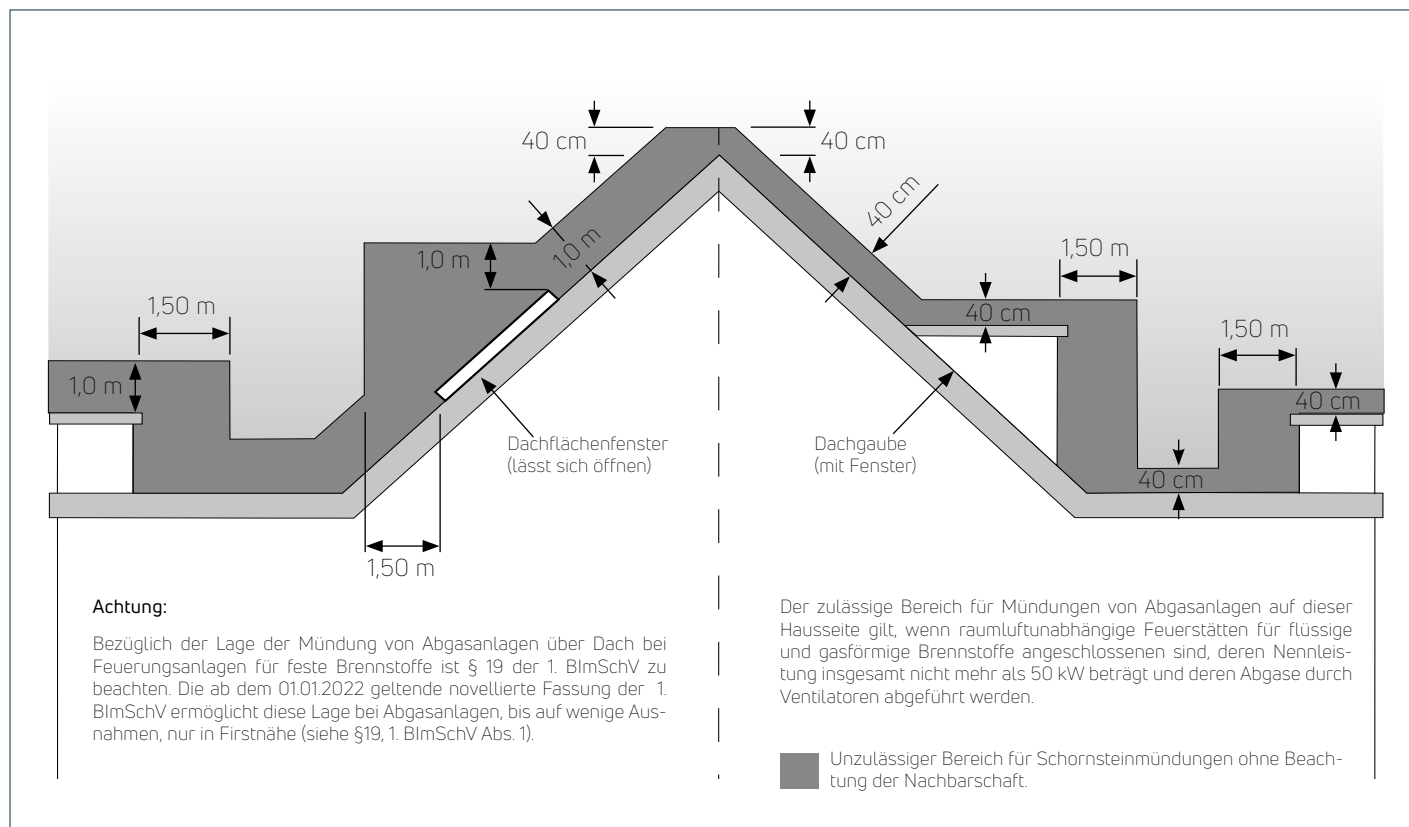 40 cm
40 cm
40 cm
1,0 m
1,0 m
1,50 m
1,50 m
40 cm
1,50 m
1,0 m
40 cm
Dachflächenfenster
(lässt sich öffnen)
Dachgaube
(mit Fenster)
40 cm
1,50 m
Achtung:
Bezüglich der Lage der Mündung von Abgasanlagen über Dach bei
Feuerungsanlagen für feste Brennstoffe ist § 19 der 1. BImSchV zu
beachten. Die ab dem 01.01.2022 geltende novellierte Fassung der 1.
BImSchV ermöglicht diese Lage bei Abgasanlagen, bis auf wenige Aus-
nahmen, nur in Firstnähe (siehe §19, 1. BImSchV Abs. 1).
Der zulässige Bereich für Mündungen von Abgasanlagen auf dieser
Hausseite gilt, wenn raumluftunabhängige Feuerstätten für flüssige
und gasförmige Brennstoffe angeschlossenen sind, deren Nennleis-
tung insgesamt nicht mehr als 50 kW beträgt und deren Abgase durch
Ventilatoren abgeführt werden.
Unzulässiger Bereich für Schornsteinmündungen ohne Beach-
tung der Nachbarschaft.